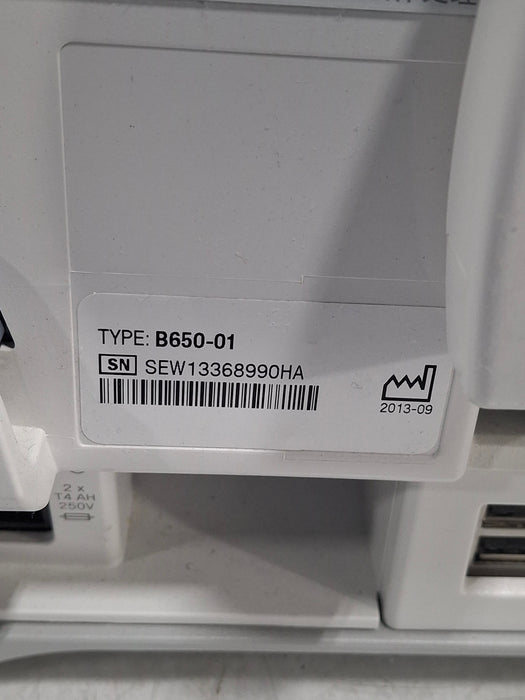 TYPE: B650-01
SN SEW13368990HA
2013-09
2 x
T4 AH
250V